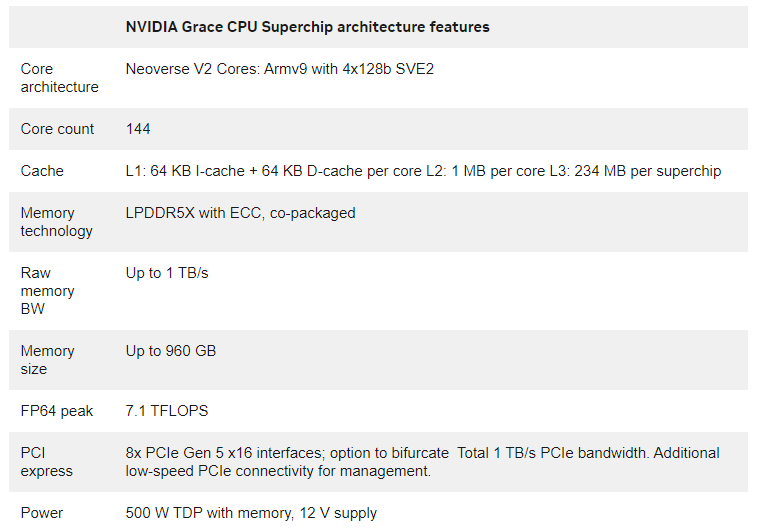 NVIDIA Grace CPU Superchip architecture features
Core
architecture
Neoverse V2 Cores: Armv9 with 4x128b SVE2
Core count
144
Cache
L1: 64 KB I-cache + 64 KB D-cache per core L2: 1 MB per core L3: 234 MB per superchip
Memory
technology
LPDDR5X with ECC, co-packaged
Raw
memory
BW
Up to 1 TB/s
Memory
size
Up to 960 GB
FP64 peak
7.1 TFLOPS
PCI
express
8x PCIe Gen 5 x16 interfaces; option to bifurcate  Total 1 TB/s PCIe bandwidth. Additional
low-speed PCIe connectivity for management.
Power
500 W TDP with memory, 12 V supply